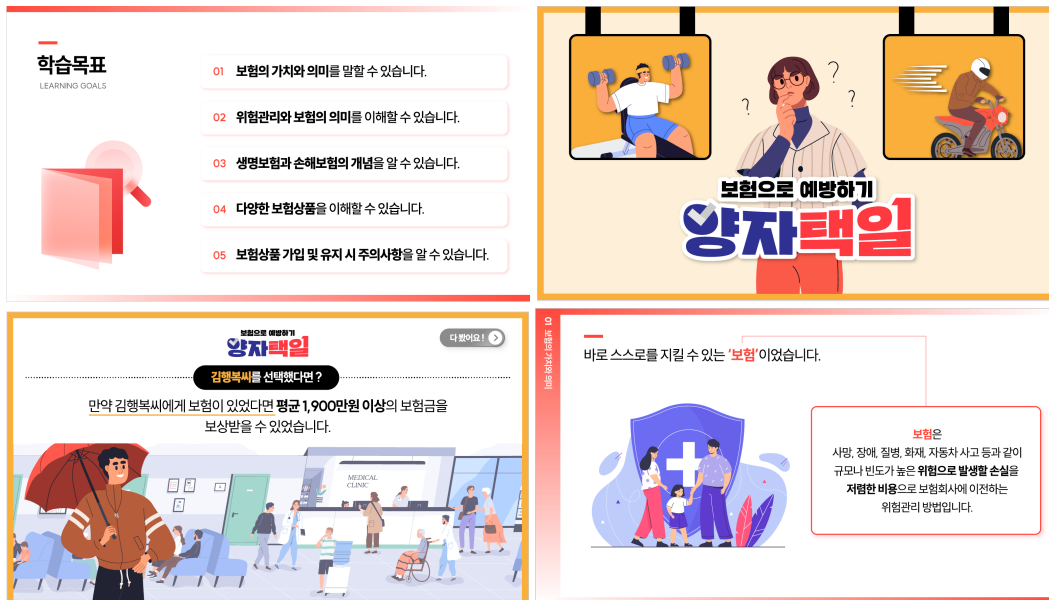 학습목표
LEARNING GOALS
01 보험의 가치와 의미를 말할 수 있습니다.
02 위험관리와 보험의 의미를 이해할 수 있습니다.
03 생명보험과 손해보험의 개념을 알 수 있습니다.
04 다양한 보험상품을 이해할 수 있습니다.
05 보험상품 가입 및 유지 시 주의사항을 알 수 있습니다.
? ? ?
보험으로 예방하기
양자택일
보험으로 예방하기
양자택일
다 봤어요 !
김행복씨를 선택했다면 ?
만약 김행복씨에게 보험이 있었다면 평균 1,900만원 이상의 보험금을
보상받을 수 있었습니다.
MEDICAL
CLINIC
01 보험의 가치와 의미
바로 스스로를 지킬 수 있는 '보험'이었습니다.
보험은
사망, 장애, 질병, 화재, 자동차 사고 등과 같이
규모나 빈도가 높은 위험으로 발생할 손실을
저렴한 비용으로 보험회사에 이전하는
위험관리 방법입니다.